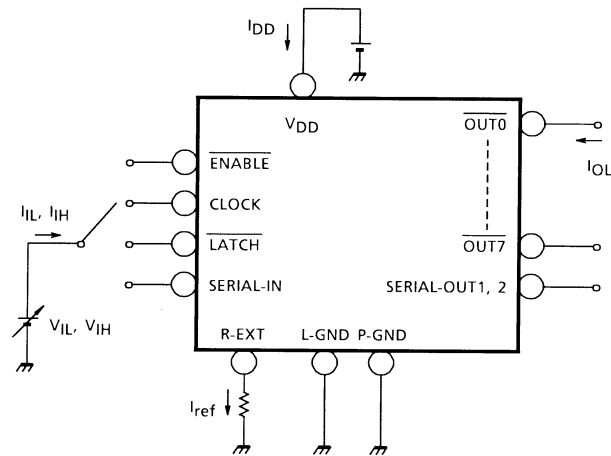 IDD
VDD
OUT0
ENABLE
IOL
CLOCK
IIL, IIH
LATCH
OUT7
SERIAL-IN
SERIAL-OUT1, 2
VIL, VIH
R-EXT L-GND P-GND
Iref